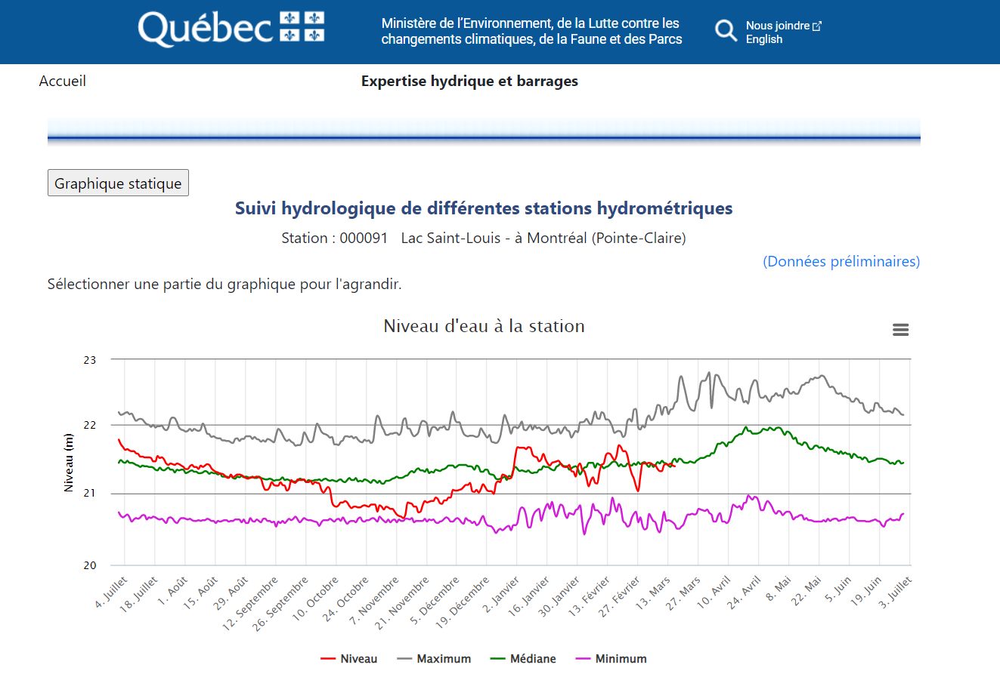 Québec
Ministère de l'Environnement, de la Lutte contre les
changements climatiques, de la Faune et des Parcs
Nous joindre
English
Accueil
Expertise hydrique et barrages
Graphique statique
Suivi hydrologique de différentes stations hydrométriques
Station : 000091 Lac Saint-Louis - à Montréal (Pointe-Claire)
(Données préliminaires)
Sélectionner une partie du graphique pour l'agrandir.
Niveau d'eau à la station
Niveau (m)
23
22
21
20
4. Juillet
18. Juillet
1. Août
15. Août
29. Août
12. Septembre
26. Septembre
10. Octobre
24. Octobre
7. Novembre
21. Novembre
5. Décembre
19. Décembre
2. Janvier
16. Janvier
30. Janvier
13. Février
27. Février
13. Mars
27. Mars
10. Avril
24. Avril
8. Mai
22. Mai
5. Juin
19. Juin
3. Juillet
Niveau Maximum Médiane Minimum